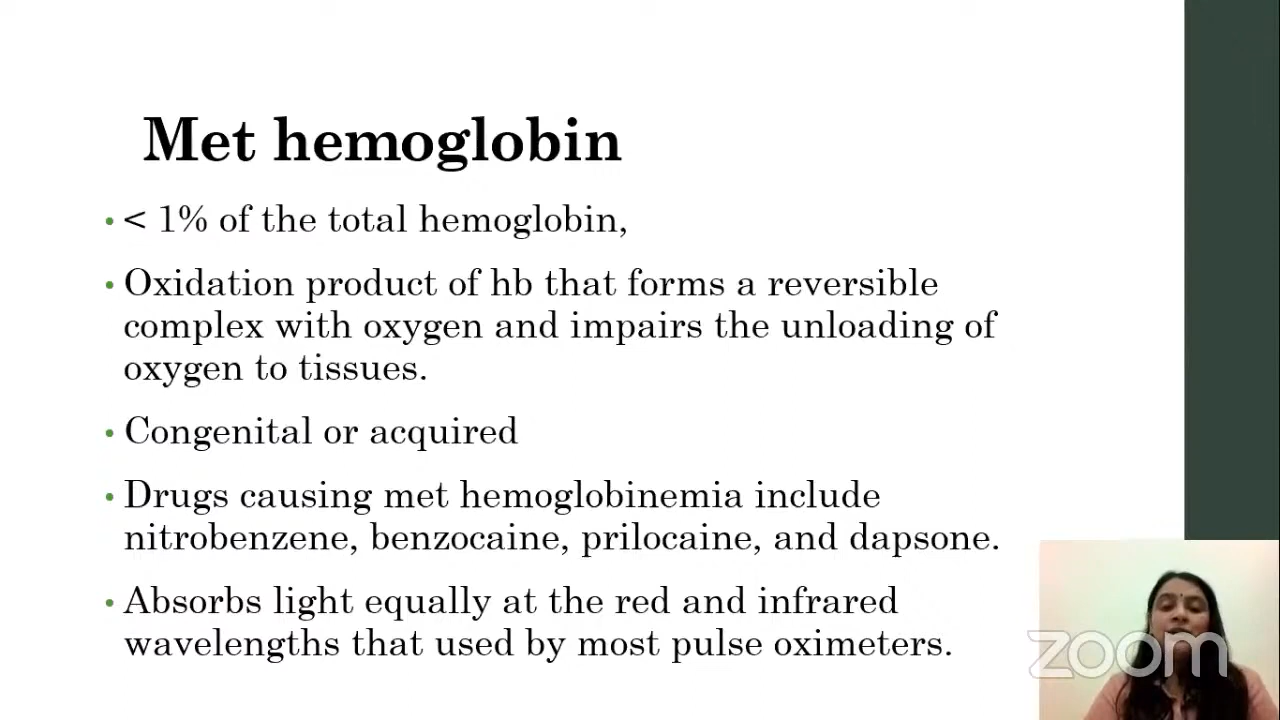 Met hemoglobin
• < 1% of the total hemoglobin,
• Oxidation product of hb that forms a reversible
complex with oxygen and impairs the unloading of
oxygen to tissues.
• Congenital or acquired
• Drugs causing met hemoglobinemia include
nitrobenzene, benzocaine, prilocaine, and dapsone.
• Absorbs light equally at the red and infrared
wavelengths that used by most pulse oximeters.
zoom